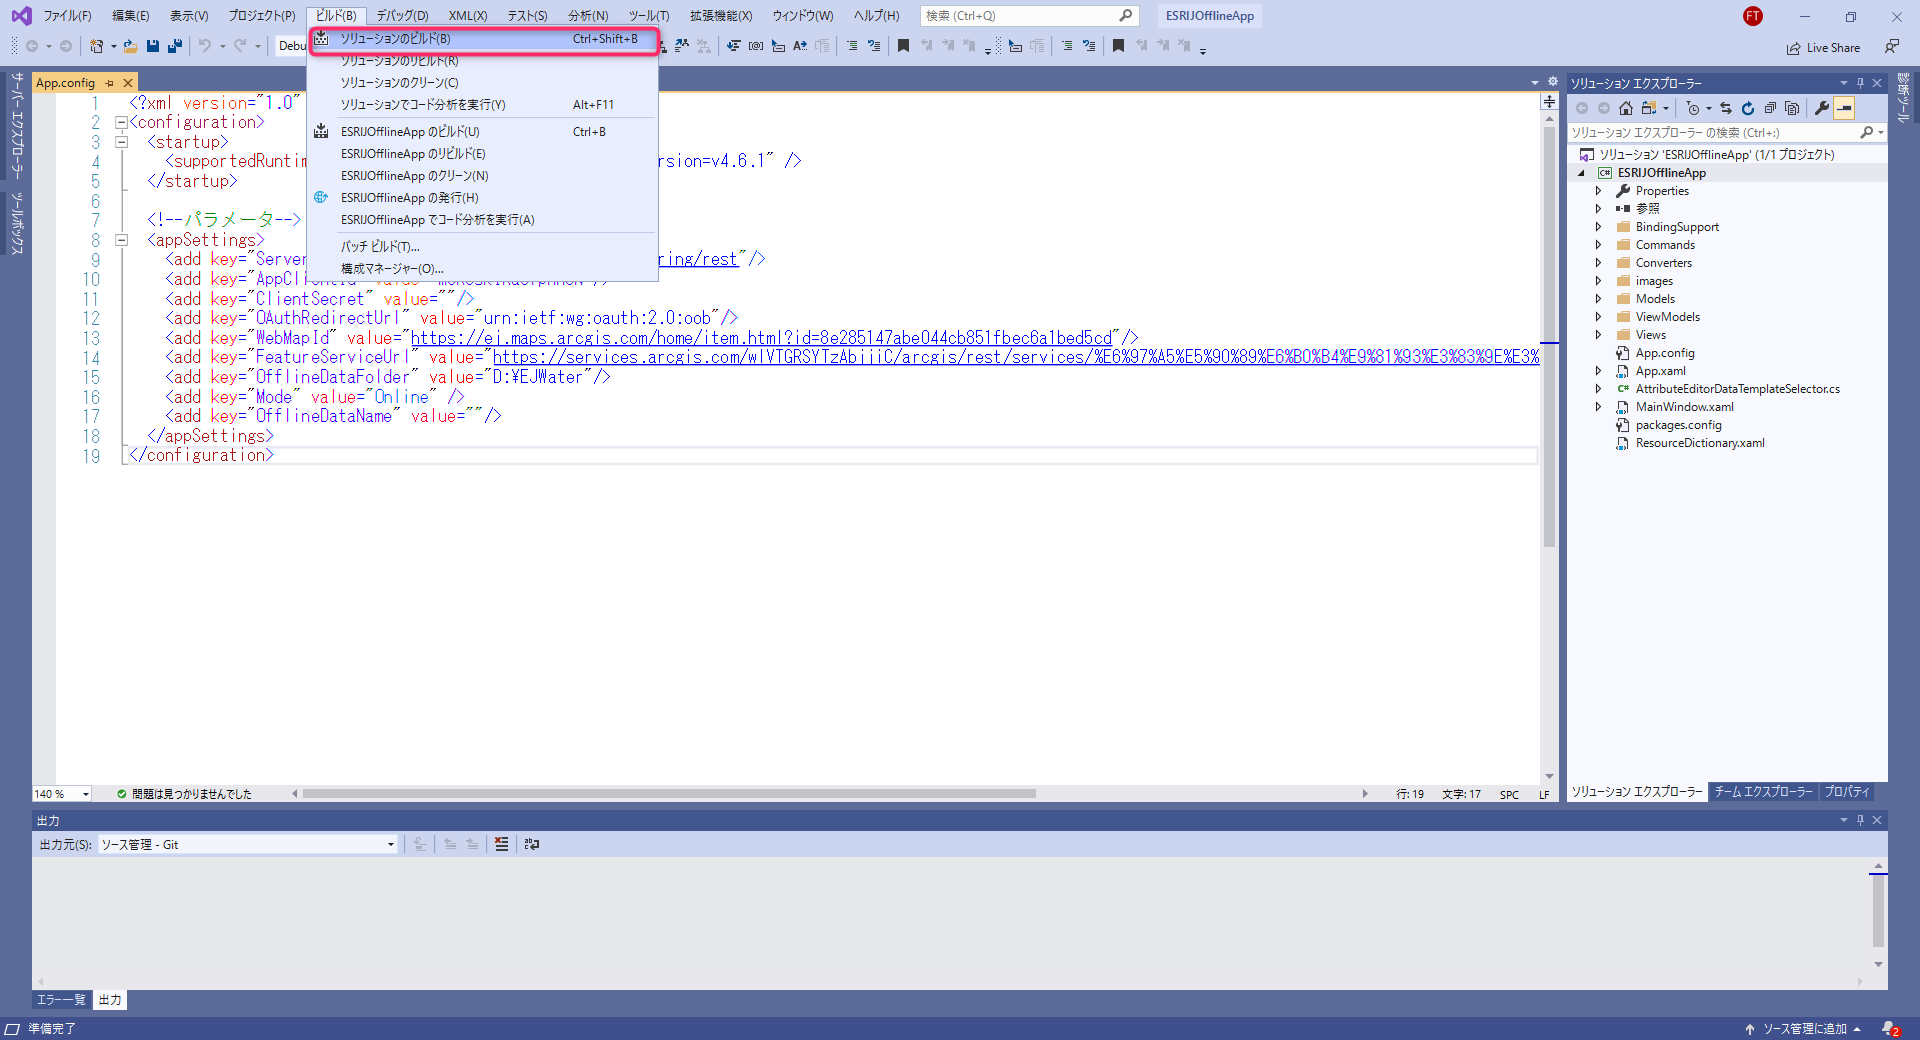 ファイル(F) 編集(E) 表示(V) プロジェクト(P) ビルド(B) デバッグ(D) XML(X) テスト(S) 分析(N) ツール(T) 拡張機能(X) ウィンドウ(W) ヘルプ(H) 検索 (Ctrl+Q) ESRIJOfflineApp FT
Debu
Live Share
ソリューションのビルド(B) Ctrl+Shift+B
ソリューションのリビルド(R)
ソリューションのクリーン(C)
ソリューションでコード分析を実行(Y) Alt+F11
ESRIJOfflineApp のビルド(U) Ctrl+B
ESRIJOfflineApp のリビルド(E)
ESRIJOfflineApp のクリーン(N)
ESRIJOfflineApp の発行(H)
ESRIJOfflineApp でコード分析を実行(A)
バッチ ビルド(T)...
構成マネージャー(O)...
サーバー エクスプローラー
ツールボックス
App.config
1 <?xml version="1.0"
2 <configuration>
3 <startup>
4 <supportedRuntim rsion=v4.6.1" />
5 </startup>
6
7 <!--パラメーター-->
8 <appSettings>
9 <add key="Server ring/rest"/>
10 <add key="AppClientId" value=
11 <add key="ClientSecret" value=""/>
12 <add key="OAuthRedirectUrl" value="urn:ietf:wg:oauth:2.0:oob"/>
13 <add key="WebMapId" value="https://ej.maps.arcgis.com/home/item.html?id=8e285147abe044cb851fbec6a1bed5cd"/>
14 <add key="FeatureServiceUrl" value="https://services.arcgis.com/wlVTGRSYTzAbjjiC/arcgis/rest/services/%E6%97%A5%E5%90%89%E6%B0%B4%E9%81%93%E3%83%9E%E3%
15 <add key="OfflineDataFolder" value="D:¥EJWater"/>
16 <add key="Mode" value="Online" />
17 <add key="OfflineDataName" value=""/>
18 </appSettings>
19 </configuration>
140 % 問題は見つかりませんでした 行: 19 文字: 17 SPC LF
ソリューション エクスプローラー
ソリューション エクスプローラー の検索 (Ctrl+:)
ソリューション 'ESRIJOfflineApp' (1/1 プロジェクト)
ESRIJOfflineApp
Properties
参照
BindingSupport
Commands
Converters
images
Models
ViewModels
Views
App.config
App.xaml
C# AttributeEditorDataTemplateSelector.cs
MainWindow.xaml
packages.config
ResourceDictionary.xaml
ソリューション エクスプローラー チーム エクスプローラー プロパティ
診断ツール
出力
出力元(S): ソース管理 - Git
エラー一覧 出力
準備完了 ソース管理に追加 2